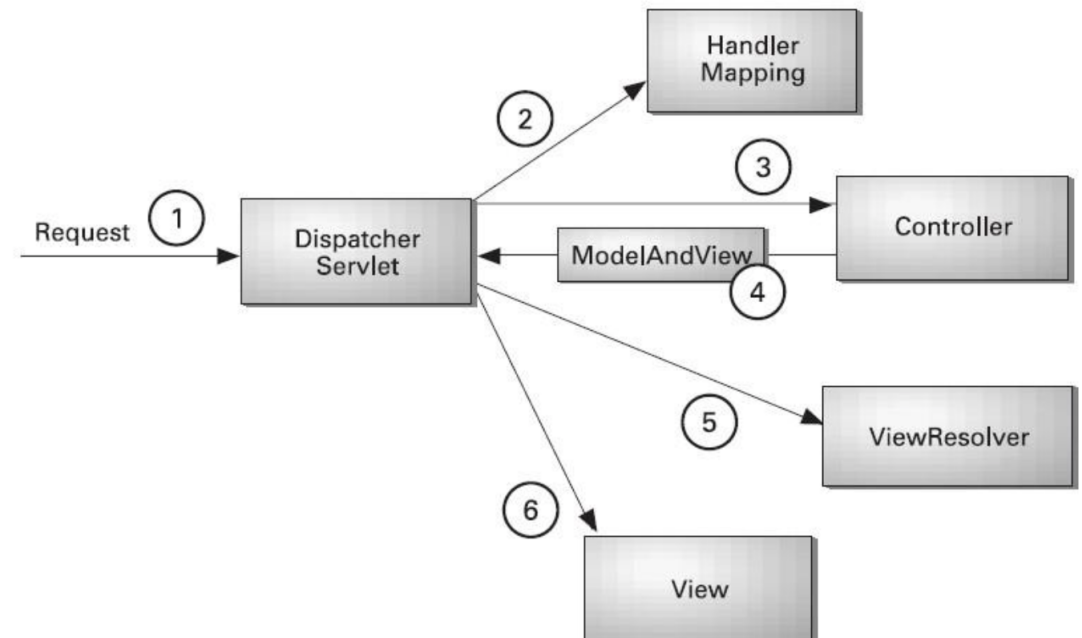 Handler
Mapping
2
3
Request
1
Dispatcher
Servlet
Controller
ModelAndView
4
5
ViewResolver
6
View